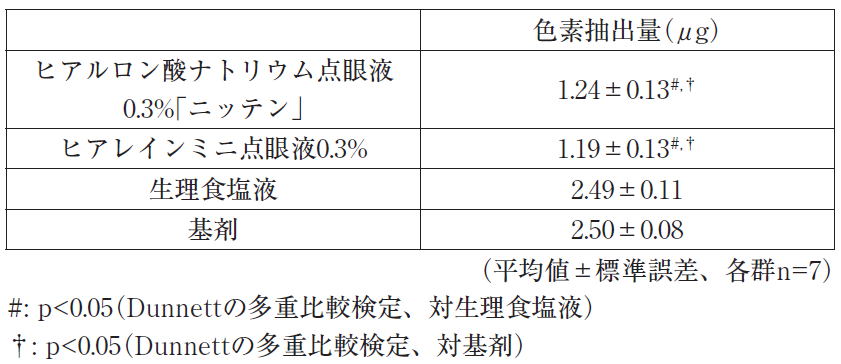 色素抽出量(μg)
ヒアルロン酸ナトリウム点眼液
0.3%「ニッテン」
1.24±0.13#,†
ヒアレインミニ点眼液0.3%
1.19±0.13#,†
生理食塩液
2.49±0.11
基剤
2.50±0.08
(平均値±標準誤差、各群n=7)
#: p<0.05(Dunnettの多重比較検定、対生理食塩液)
†: p<0.05(Dunnettの多重比較検定、対基剤)